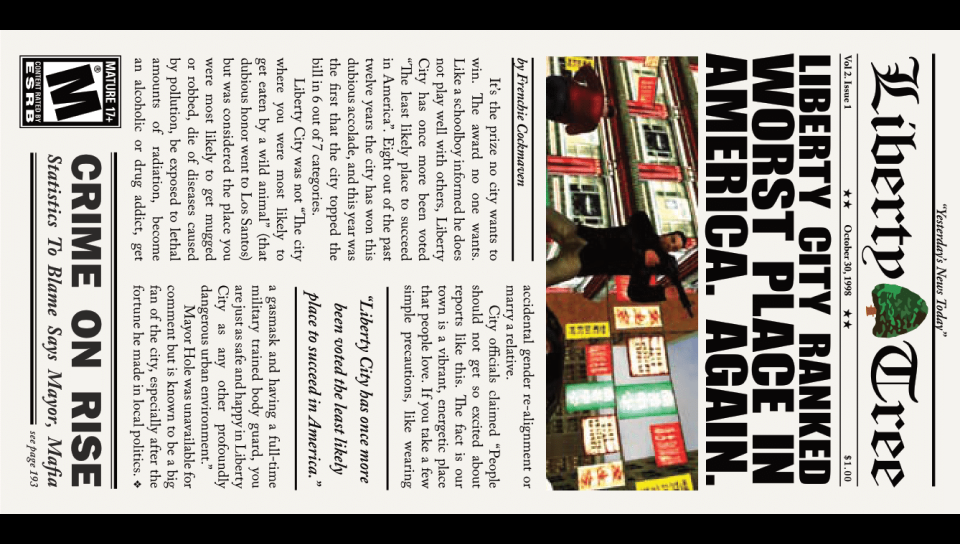 "Yesterday's News Today"
Liberty Tree
Vol 2. Issue 1 ★★ October 30, 1998 ★★ $1.00
LIBERTY CITY RANKED
WORST PLACE IN
AMERICA. AGAIN.
by Frenchie Cockmaven
It's the prize no city wants to
win. The award no one wants.
Like a schoolboy informed he does
not play well with others, Liberty
City has once more been voted
"The least likely place to succeed
in America". Eight out of the past
twelve years the city has won this
dubious accolade, and this year was
the first that the city topped the
bill in 6 out of 7 categories.
Liberty City was not "The city
where you were most likely to
get eaten by a wild animal" (that
dubious honor went to Los Santos)
but was considered the place you
were most likely to get mugged
or robbed, die of diseases caused
by pollution, be exposed to lethal
amounts of radiation, become
an alcoholic or drug addict, get
accidental gender re-alignment or
marry a relative.
City officials claimed "People
should not get so excited about
reports like this. The fact is our
town is a vibrant, energetic place
that people love. If you take a few
simple precautions, like wearing
"Liberty City has once more
been voted the least likely
place to succeed in America."
a gasmask and having a full-time
military trained body guard, you
are just as safe and happy in Liberty
City as any other profoundly
dangerous urban environment."
Mayor Hole was unavailable for
comment but is known to be a big
fan of the city, especially after the
fortune he made in local politics. ❖
MATURE 17+
M®
CONTENT RATED BY
ESRB
CRIME ON RISE
Statistics To Blame Says Mayor, Mafia
see page 193